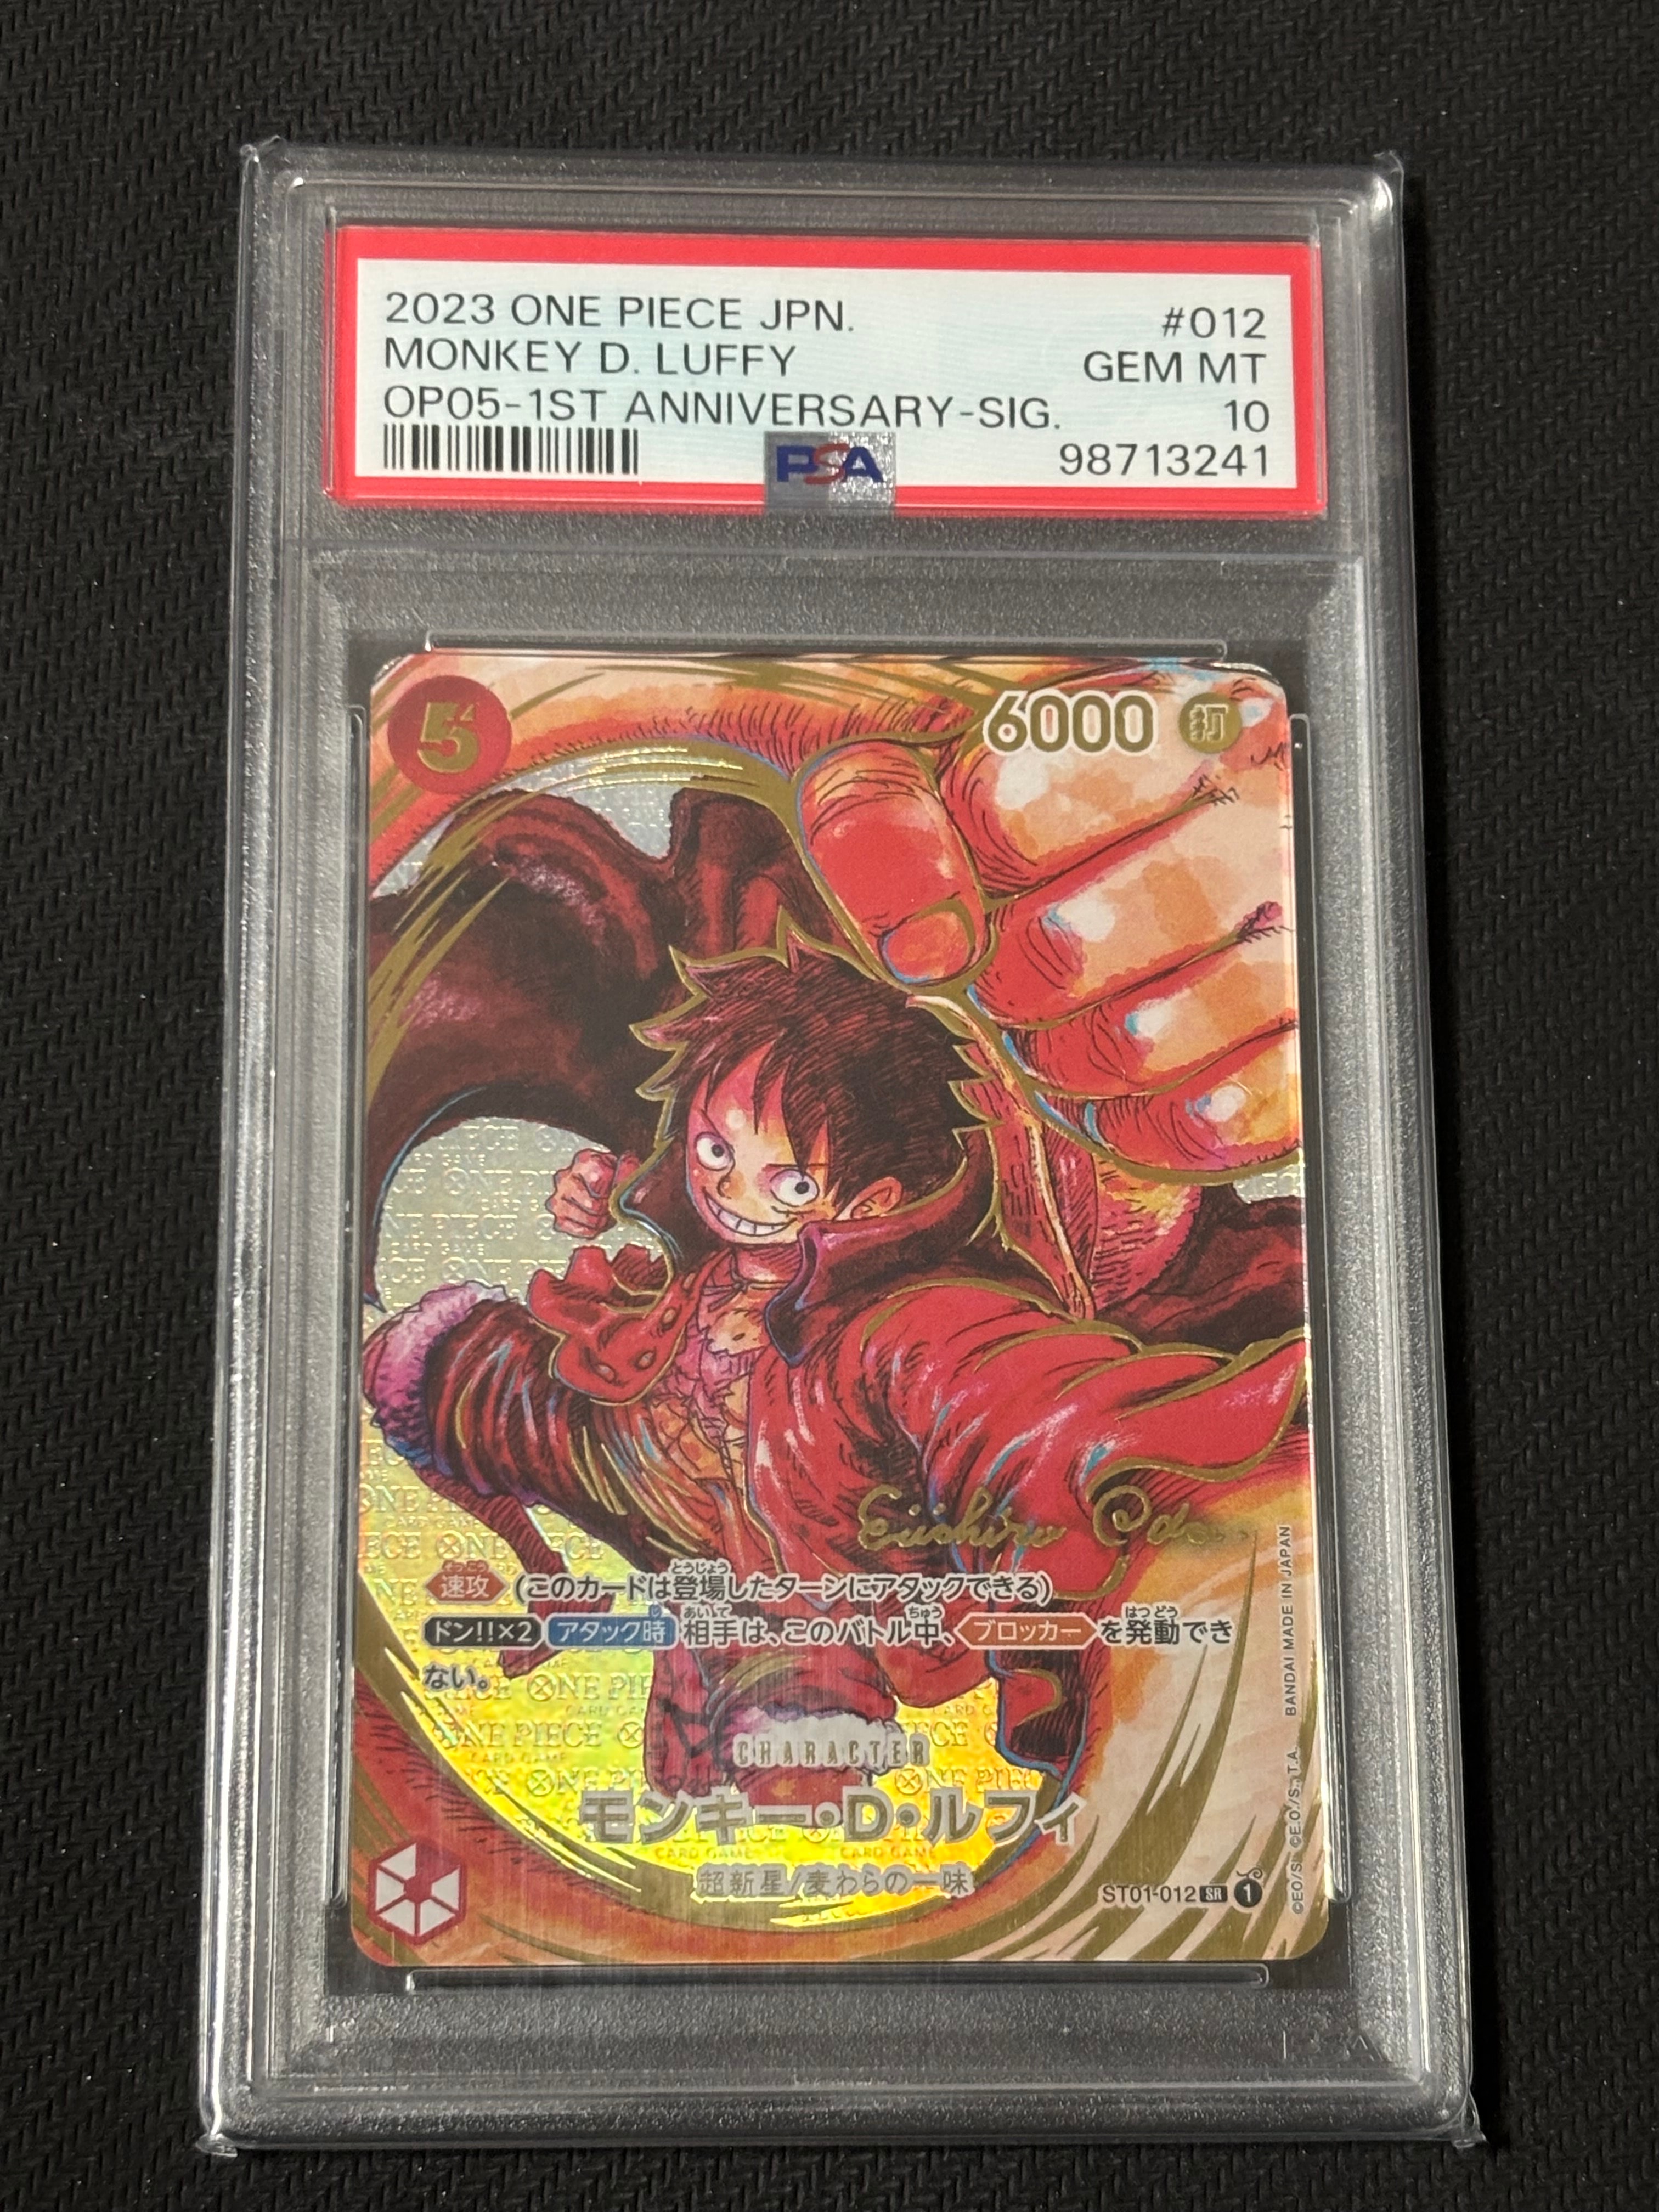 2023 ONE PIECE JPN. #012
MONKEY D. LUFFY GEM MT
OP05-1ST ANNIVERSARY-SIG. 10
PSA 98713241
5
6000 打
Eiichiro Oda
速攻 (このカードは登場したターンにアタックできる)
ドン!!×2 アタック時 相手は、このバトル中、ブロッカー を発動でき
ない。
CHARACTER
モンキー・D・ルフィ
超新星/麦わらの一味
ST01-012 SR 1
©E.O./S., T.A. BANDAI MADE IN JAPAN
ONE PIECE
CARD GAME